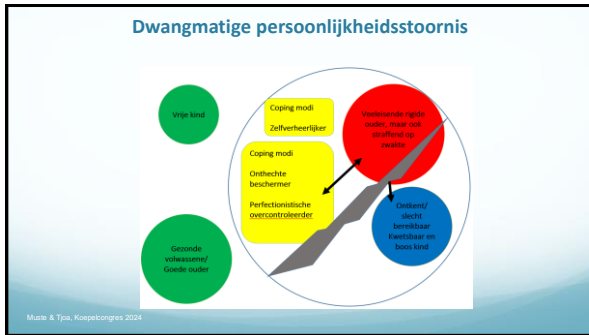 Dwangmatige persoonlijkheidsstoornis
Vrije kind
Coping modi
Zelfverheerlijker
Veeleisende rigide
ouder, maar ook
straffend op
zwakte
Coping modi
Onthechte
beschermer
Perfectionistische
overcontroleerder
Ontkent/
slecht
bereikbaar
Kwetsbaar en
boos kind
Gezonde
volwassene/
Goede ouder
Muste & Tjoa, Koepelcongres 2024